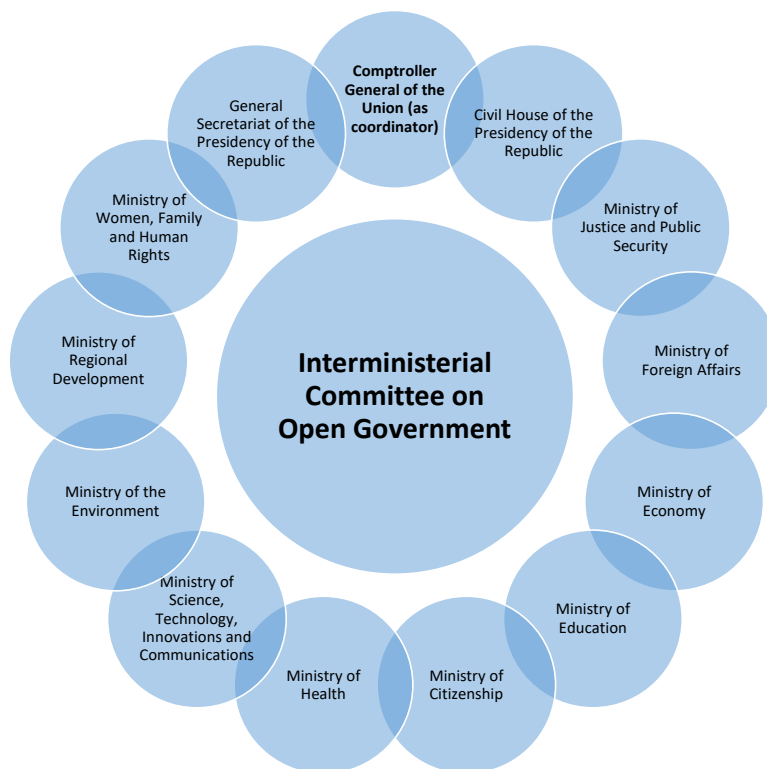 Comptroller
General of the
Union (as
coordinator)
Civil House of the
Presidency of the
Republic
Ministry of
Justice and Public
Security
Ministry of
Foreign Affairs
Ministry of
Economy
Ministry of
Education
Ministry of
Citizenship
Ministry of
Health
Ministry of
Science,
Technology,
Innovations and
Communications
Ministry of the
Environment
Ministry of
Regional
Development
Ministry of
Women, Family
and Human
Rights
General
Secretariat of the
Presidency of the
Republic
Interministerial
Committee on
Open Government